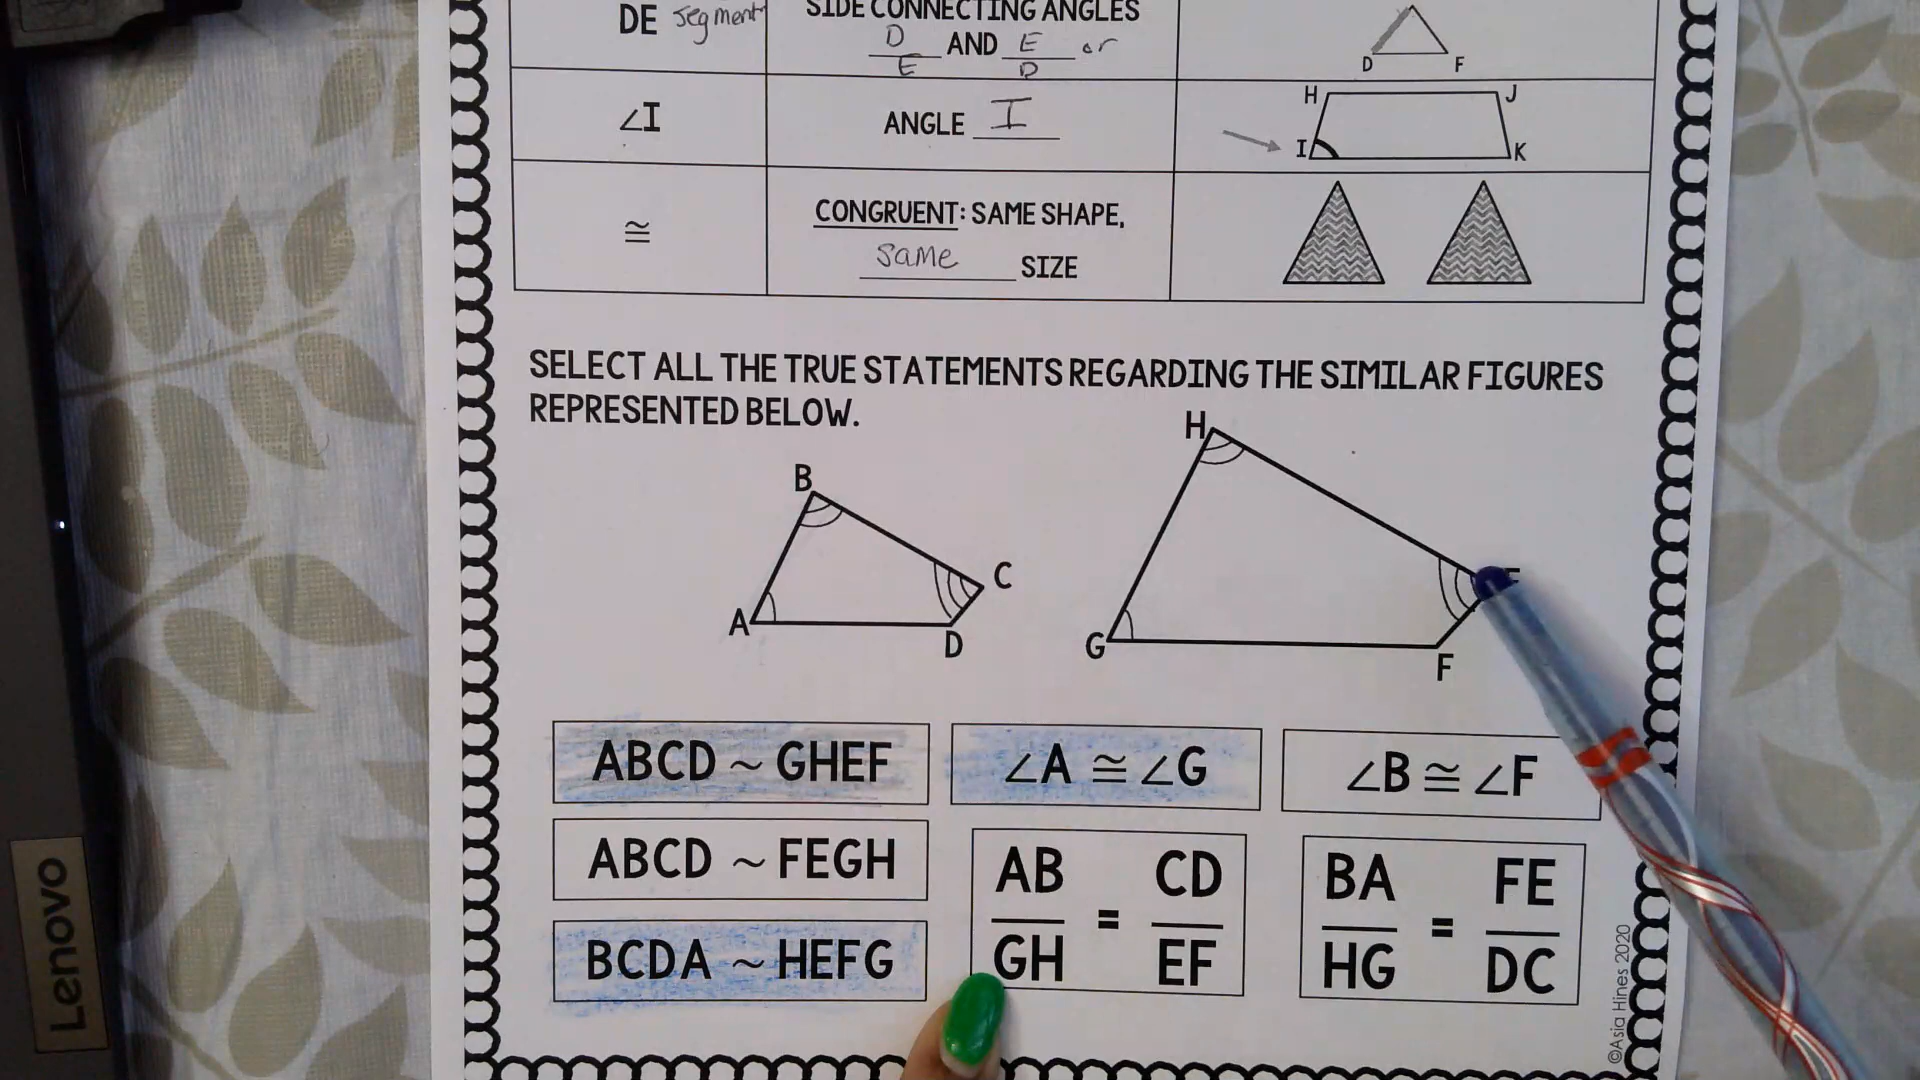 DE segment
SIDE CONNECTING ANGLES
D AND E or
E D
D F
∠I
ANGLE I
H J
I K
≅
CONGRUENT: SAME SHAPE,
same SIZE
SELECT ALL THE TRUE STATEMENTS REGARDING THE SIMILAR FIGURES
REPRESENTED BELOW.
B
C
A
D
H
G
F
ABCD ~ GHEF
∠A ≅ ∠G
∠B ≅ ∠F
ABCD ~ FEGH
BCDA ~ HEFG
AB = CD
GH EF
BA = FE
HG DC
©Asia Hines 2020
Lenovo